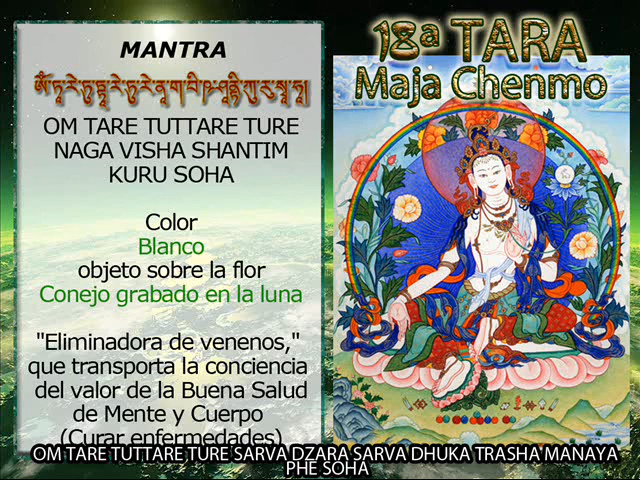 MANTRA
ༀ་ཏཱ་རེ་ཏུ་ཏྟཱ་རེ་ཏུ་རེ་ནཱ་ག་བི་ཥ་ཤཱནྟིཾ་ཀུ་རུ་སྭཱ་ཧཱ།
OM TARE TUTTARE TURE
NAGA VISHA SHANTIM
KURU SOHA
Color
Blanco
objeto sobre la flor
Conejo grabado en la luna
"Eliminadora de venenos,"
que transporta la conciencia
del valor de la Buena Salud
de Mente y Cuerpo
(Curar enfermedades)
18ª TARA
Maja Chenmo
OM TARE TUTTARE TURE SARVA DZARA SARVA DHUKA TRASHA MANAYA
PHE SOHA